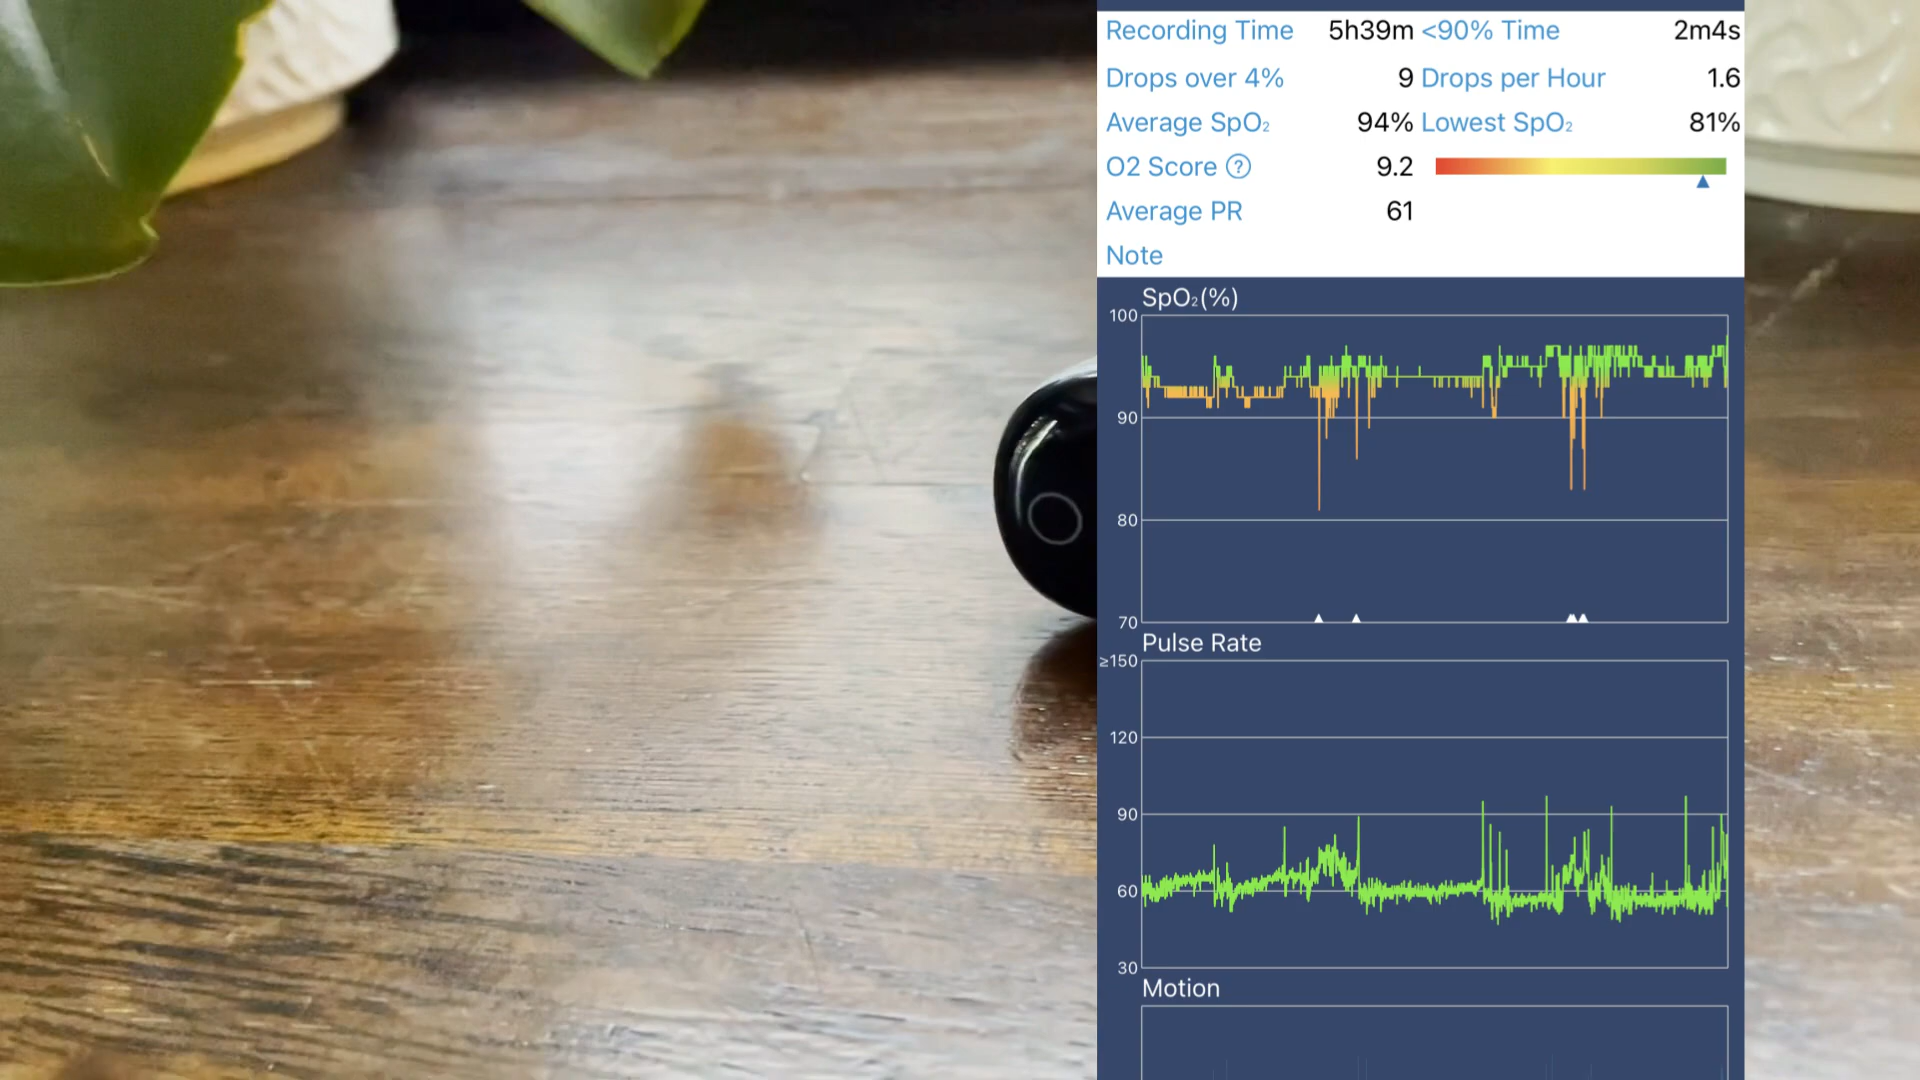 Recording Time 5h39m <90% Time 2m4s
Drops over 4% 9 Drops per Hour 1.6
Average SpO₂ 94% Lowest SpO₂ 81%
O2 Score ? 9.2
Average PR 61
Note
SpO₂(%)
100
90
80
70
Pulse Rate
≥150
120
90
60
30
Motion